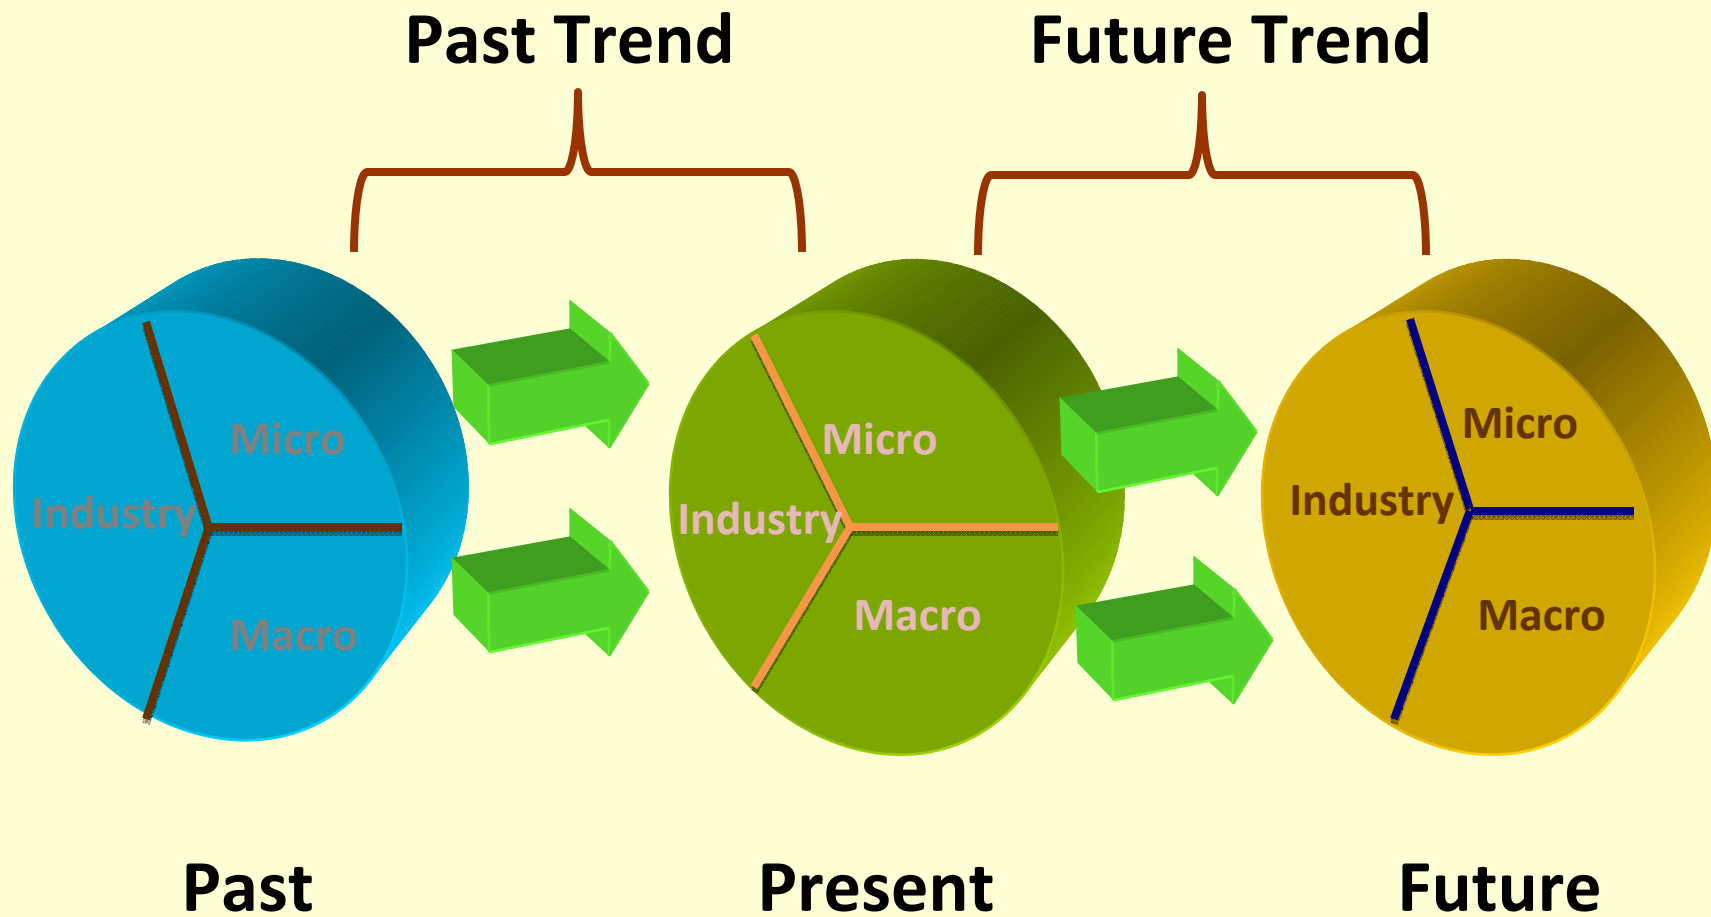 Past Trend
Future Trend
Micro
Industry
Macro
Micro
Industry
Macro
Micro
Industry
Macro
Past
Present
Future